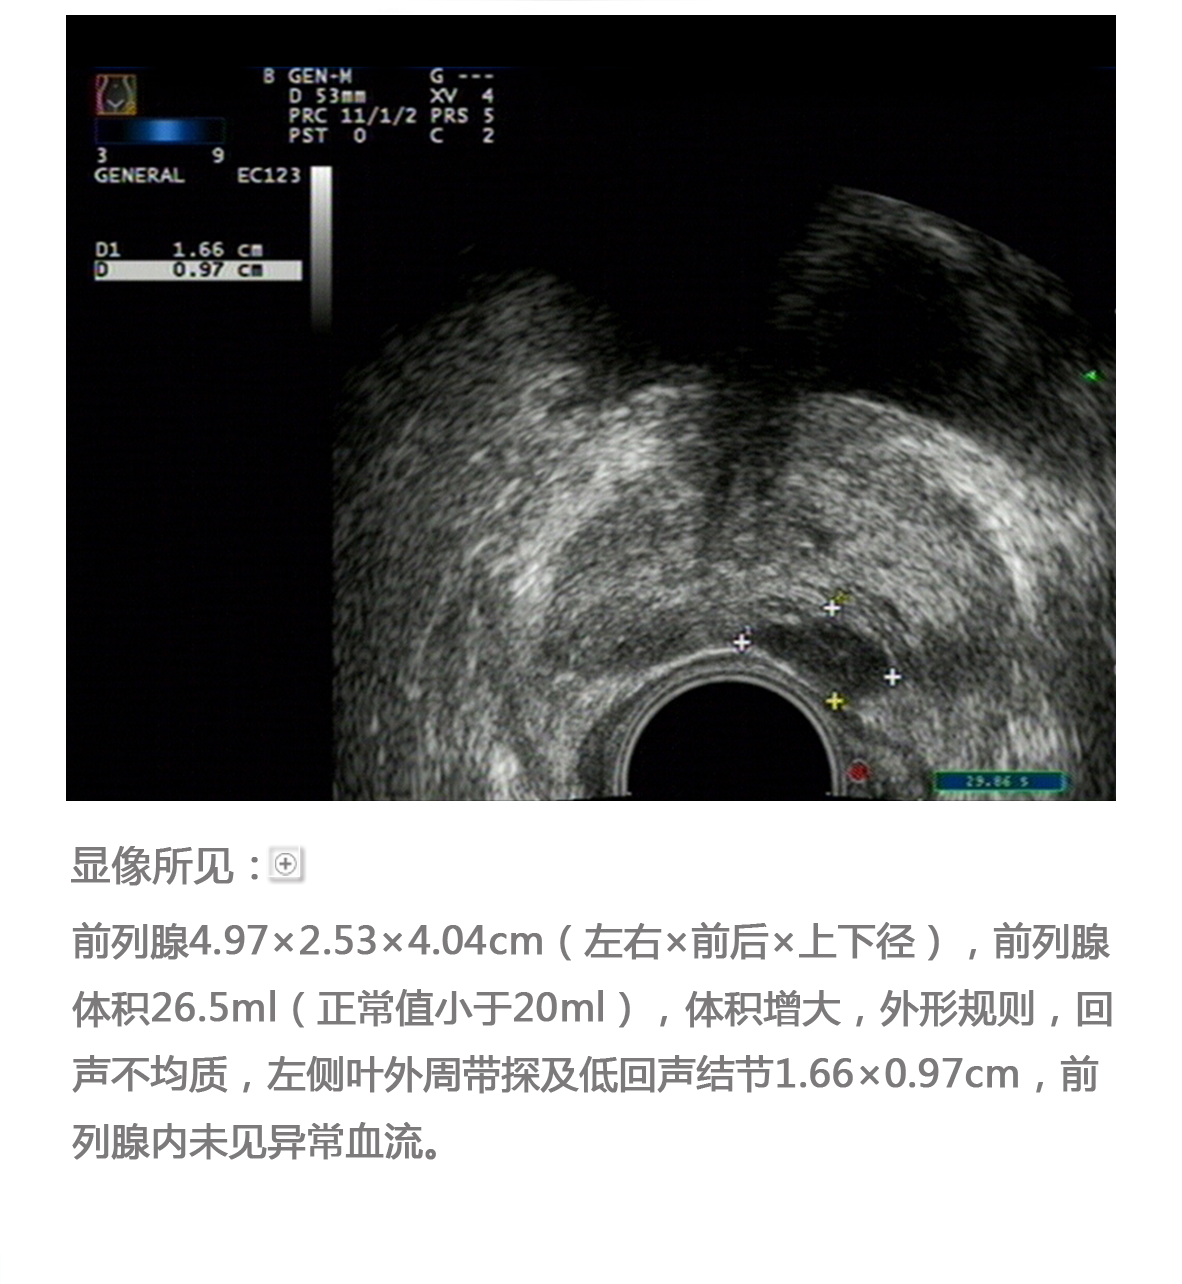 B GEN-M G ---
D 53mm XV 4
PRC 11/1/2 PRS 5
PST 0 C 2
3 9
GENERAL EC123
D1 1.66 cm
D 0.97 cm
29.86 s
显像所见：
前列腺4.97×2.53×4.04cm（左右×前后×上下径），前列腺
体积26.5ml（正常值小于20ml），体积增大，外形规则，回
声不均质，左侧叶外周带探及低回声结节1.66×0.97cm，前
列腺内未见异常血流。